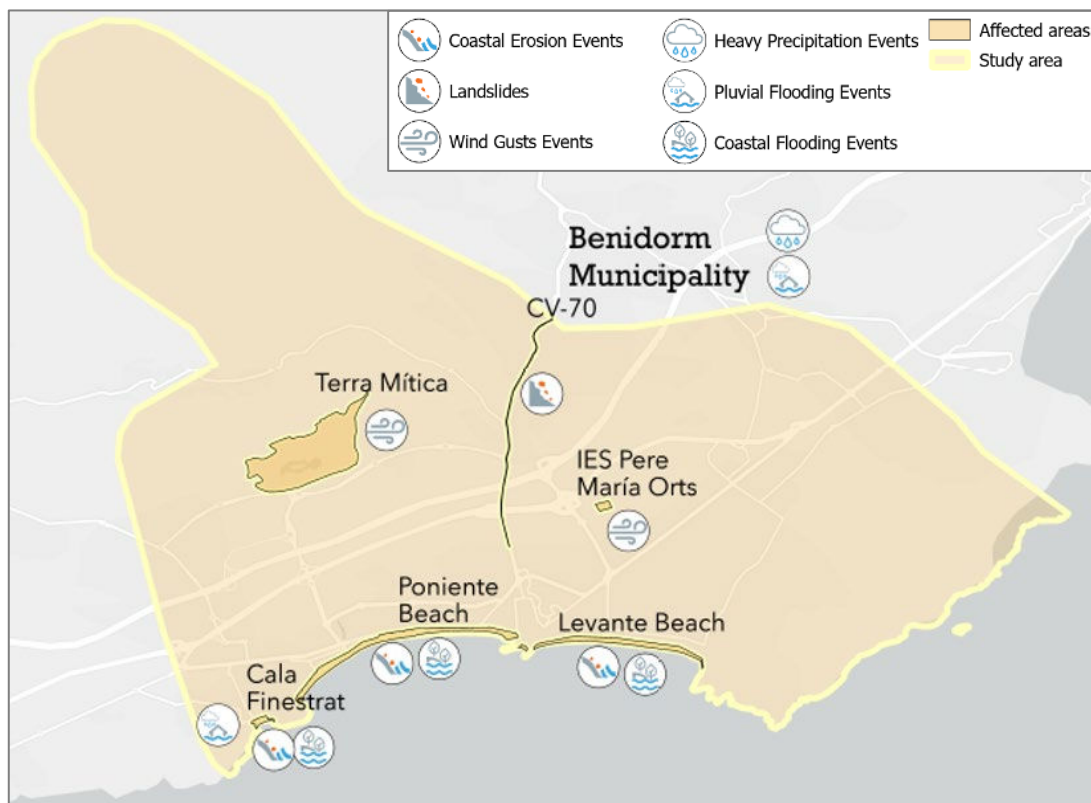 Coastal Erosion Events
Landslides
Wind Gusts Events
Heavy Precipitation Events
Pluvial Flooding Events
Coastal Flooding Events
Affected areas
Study area
Benidorm
Municipality
CV-70
Terra Mítica
IES Pere
María Orts
Poniente
Beach
Levante Beach
Cala
Finestrat